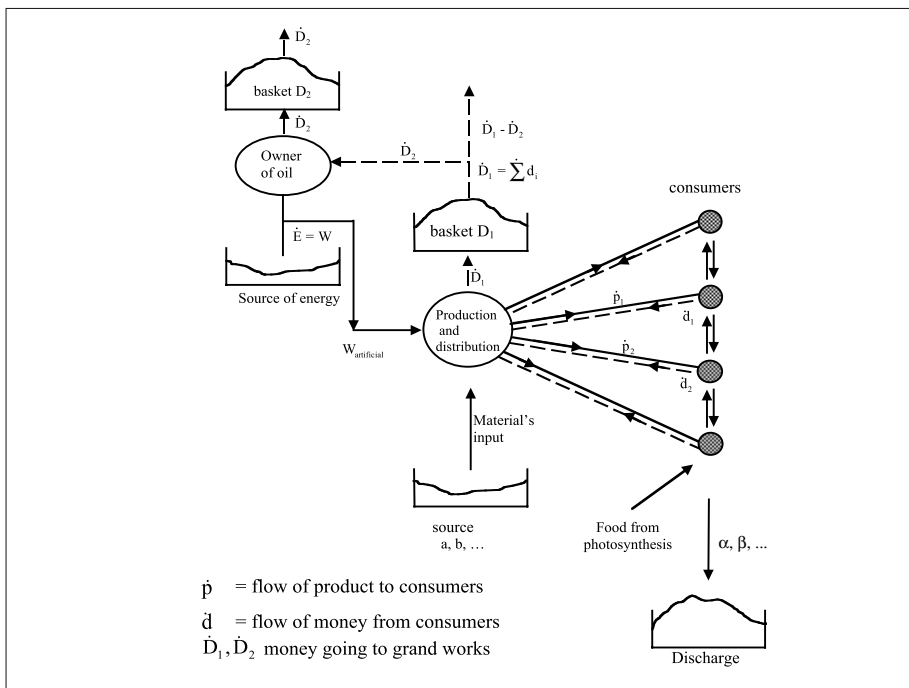 Ḋ₂
basket D₂
Ḋ₂
Owner
of oil
Ḋ₂
Ḋ₁ - Ḋ₂
Ḋ₁ = ∑ ḋᵢ
consumers
basket D₁
Ė = W
Source of energy
Ḋ₁
Production
and
distribution
ṗ₁
ḋ₁
W artificial
ṗ₂
ḋ₂
Material's
input
source
a, b, ...
Food from
photosynthesis
α, β, ...
ṗ = flow of product to consumers
ḋ = flow of money from consumers
Ḋ₁, Ḋ₂ money going to grand works
Discharge